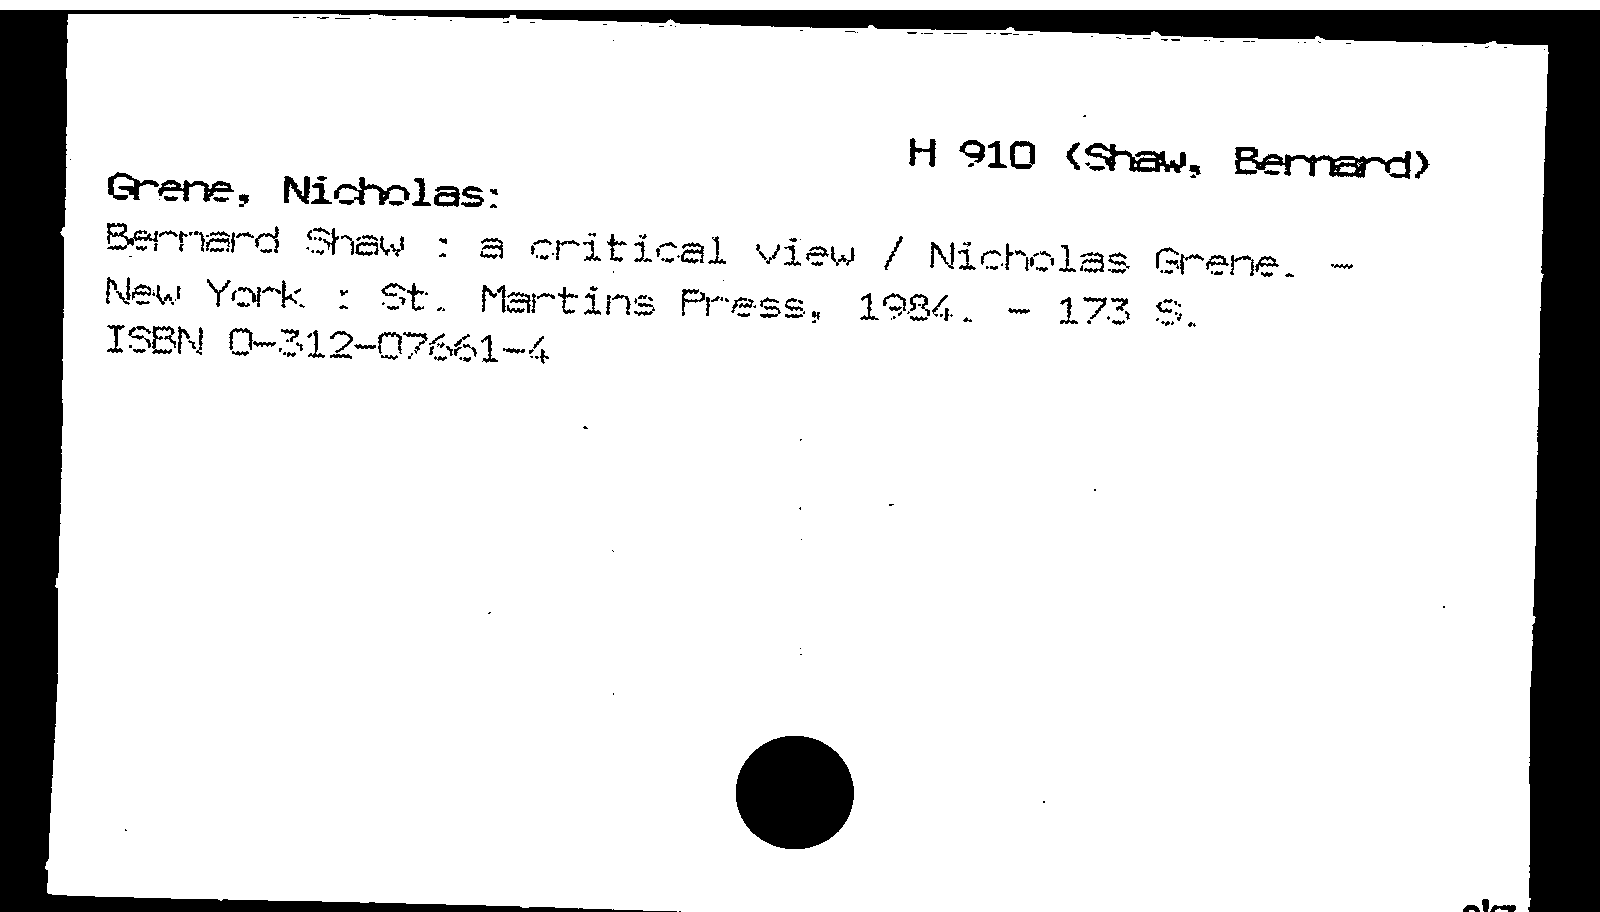 H 910 (Shaw, Bernard)
Grene, Nicholas:
Bernard Shaw : a critical view / Nicholas Grene. -
New York : St. Martins Press, 1984. - 173 S.
ISBN 0-312-07661-4